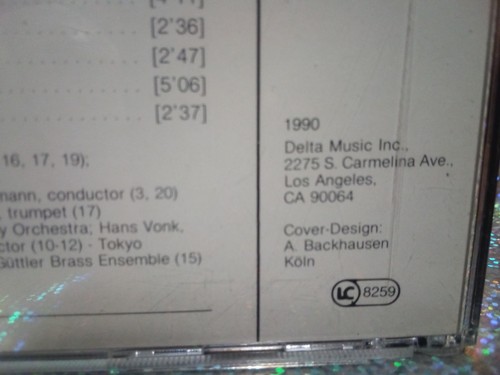 [2'36]
[2'47]
[5'06]
[2'37]
16, 17, 19);
conductor (3, 20)
trumpet (17)
Orchestra; Hans Vonk,
(10-12) - Tokyo
Güttler Brass Ensemble (15)
1990
Delta Music Inc.,
2275 S. Carmelina Ave.,
Los Angeles,
CA 90064
Cover-Design:
A. Backhausen
Köln
LC 8259